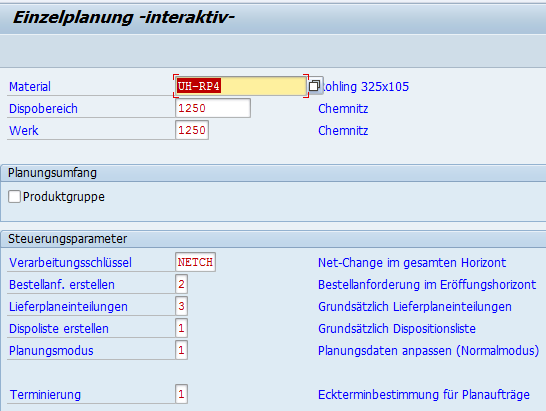 Einzelplanung -interaktiv-
Material UH-RP4 ohling 325x105
Dispobereich 1250 Chemnitz
Werk 1250 Chemnitz
Planungsumfang
Produktgruppe
Steuerungsparameter
Verarbeitungsschlüssel NETCH Net-Change im gesamten Horizont
Bestellanf. erstellen 2 Bestellanforderung im Eröffungshorizont
Lieferplaneinteilungen 3 Grundsätzlich Lieferplaneinteilungen
Dispoliste erstellen 1 Grundsätzlich Dispositionsliste
Planungsmodus 1 Planungsdaten anpassen (Normalmodus)
Terminierung 1 Eckterminbestimmung für Planaufträge